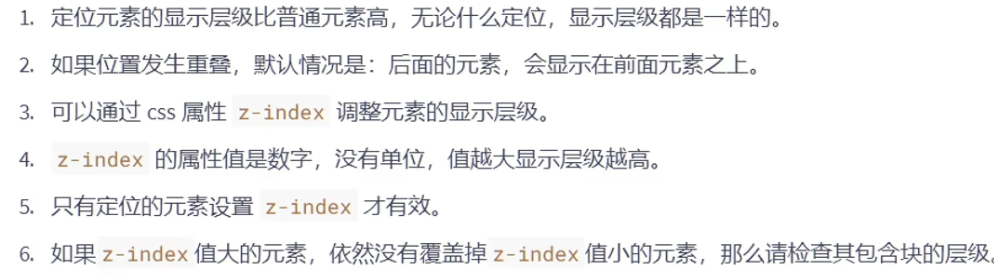 1. 定位元素的显示层级比普通元素高，无论什么定位，显示层级都是一样的。
2. 如果位置发生重叠，默认情况是：后面的元素，会显示在前面元素之上。
3. 可以通过 css 属性 z-index 调整元素的显示层级。
4. z-index 的属性值是数字，没有单位，值越大显示层级越高。
5. 只有定位的元素设置 z-index 才有效。
6. 如果 z-index 值大的元素，依然没有覆盖掉 z-index 值小的元素，那么请检查其包含块的层级。